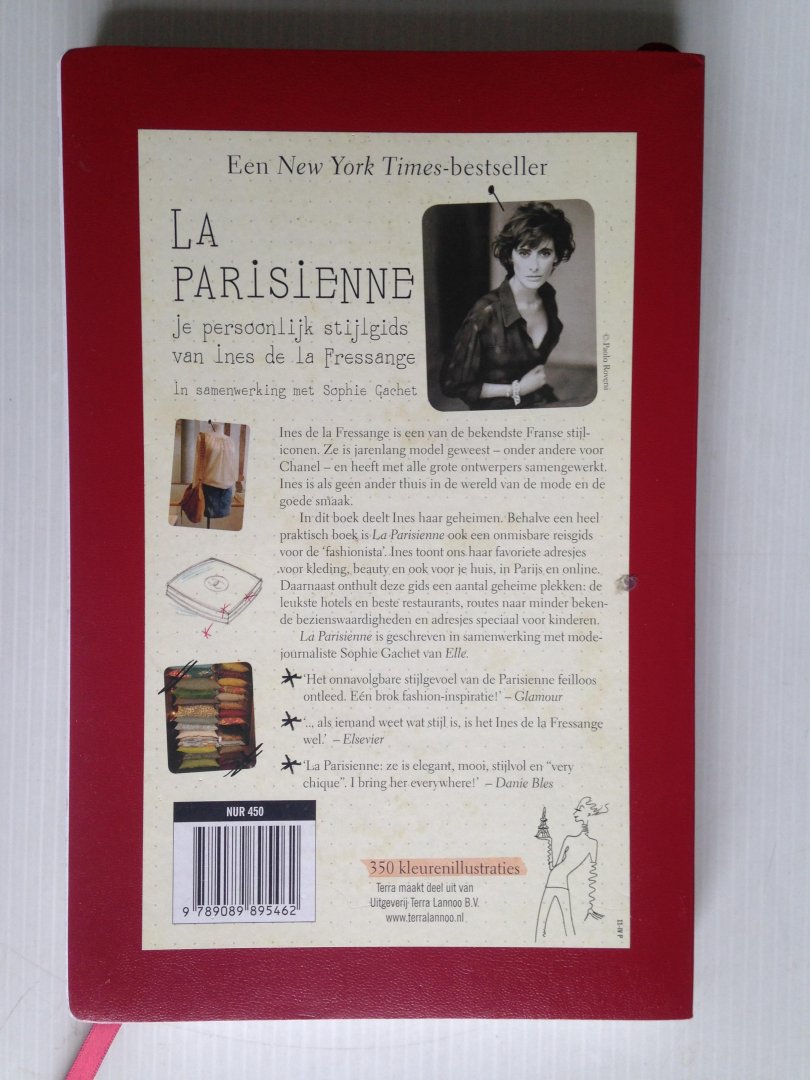 Een New York Times-bestseller
LA
PARISIENNE
je persoonlijk stijlgids
van ines de la Fressange
In samenwerking met Sophie Gachet
© Paolo Roversi
Ines de la Fressange is een van de bekendste Franse stijl-
iconen. Ze is jarenlang model geweest – onder andere voor
Chanel – en heeft met alle grote ontwerpers samengewerkt.
Ines is als geen ander thuis in de wereld van de mode en de
goede smaak.
In dit boek deelt Ines haar geheimen. Behalve een heel
praktisch boek is La Parisienne ook een onmisbare reisgids
voor de ‘fashionista’. Ines toont ons haar favoriete adresjes
voor kleding, beauty en ook voor je huis, in Parijs en online.
Daarnaast onthult deze gids een aantal geheime plekken: de
leukste hotels en beste restaurants, routes naar minder beken-
de bezienswaardigheden en adresjes speciaal voor kinderen.
La Parisienne is geschreven in samenwerking met mode-
journaliste Sophie Gachet van Elle.
‘Het onnavolgbare stijlgevoel van de Parisienne feilloos
ontleed. Eén brok fashion-inspiratie!’ – Glamour
‘.., als iemand weet wat stijl is, is het Ines de la Fressange
wel.’ – Elsevier
‘La Parisienne: ze is elegant, mooi, stijlvol en “very
chique”. I bring her everywhere!’ – Danie Bles
NUR 450
9 789089 895462
350 kleurenillustraties
Terra maakt deel uit van
Uitgeverij Terra Lannoo B.V.
www.terralannoo.nl